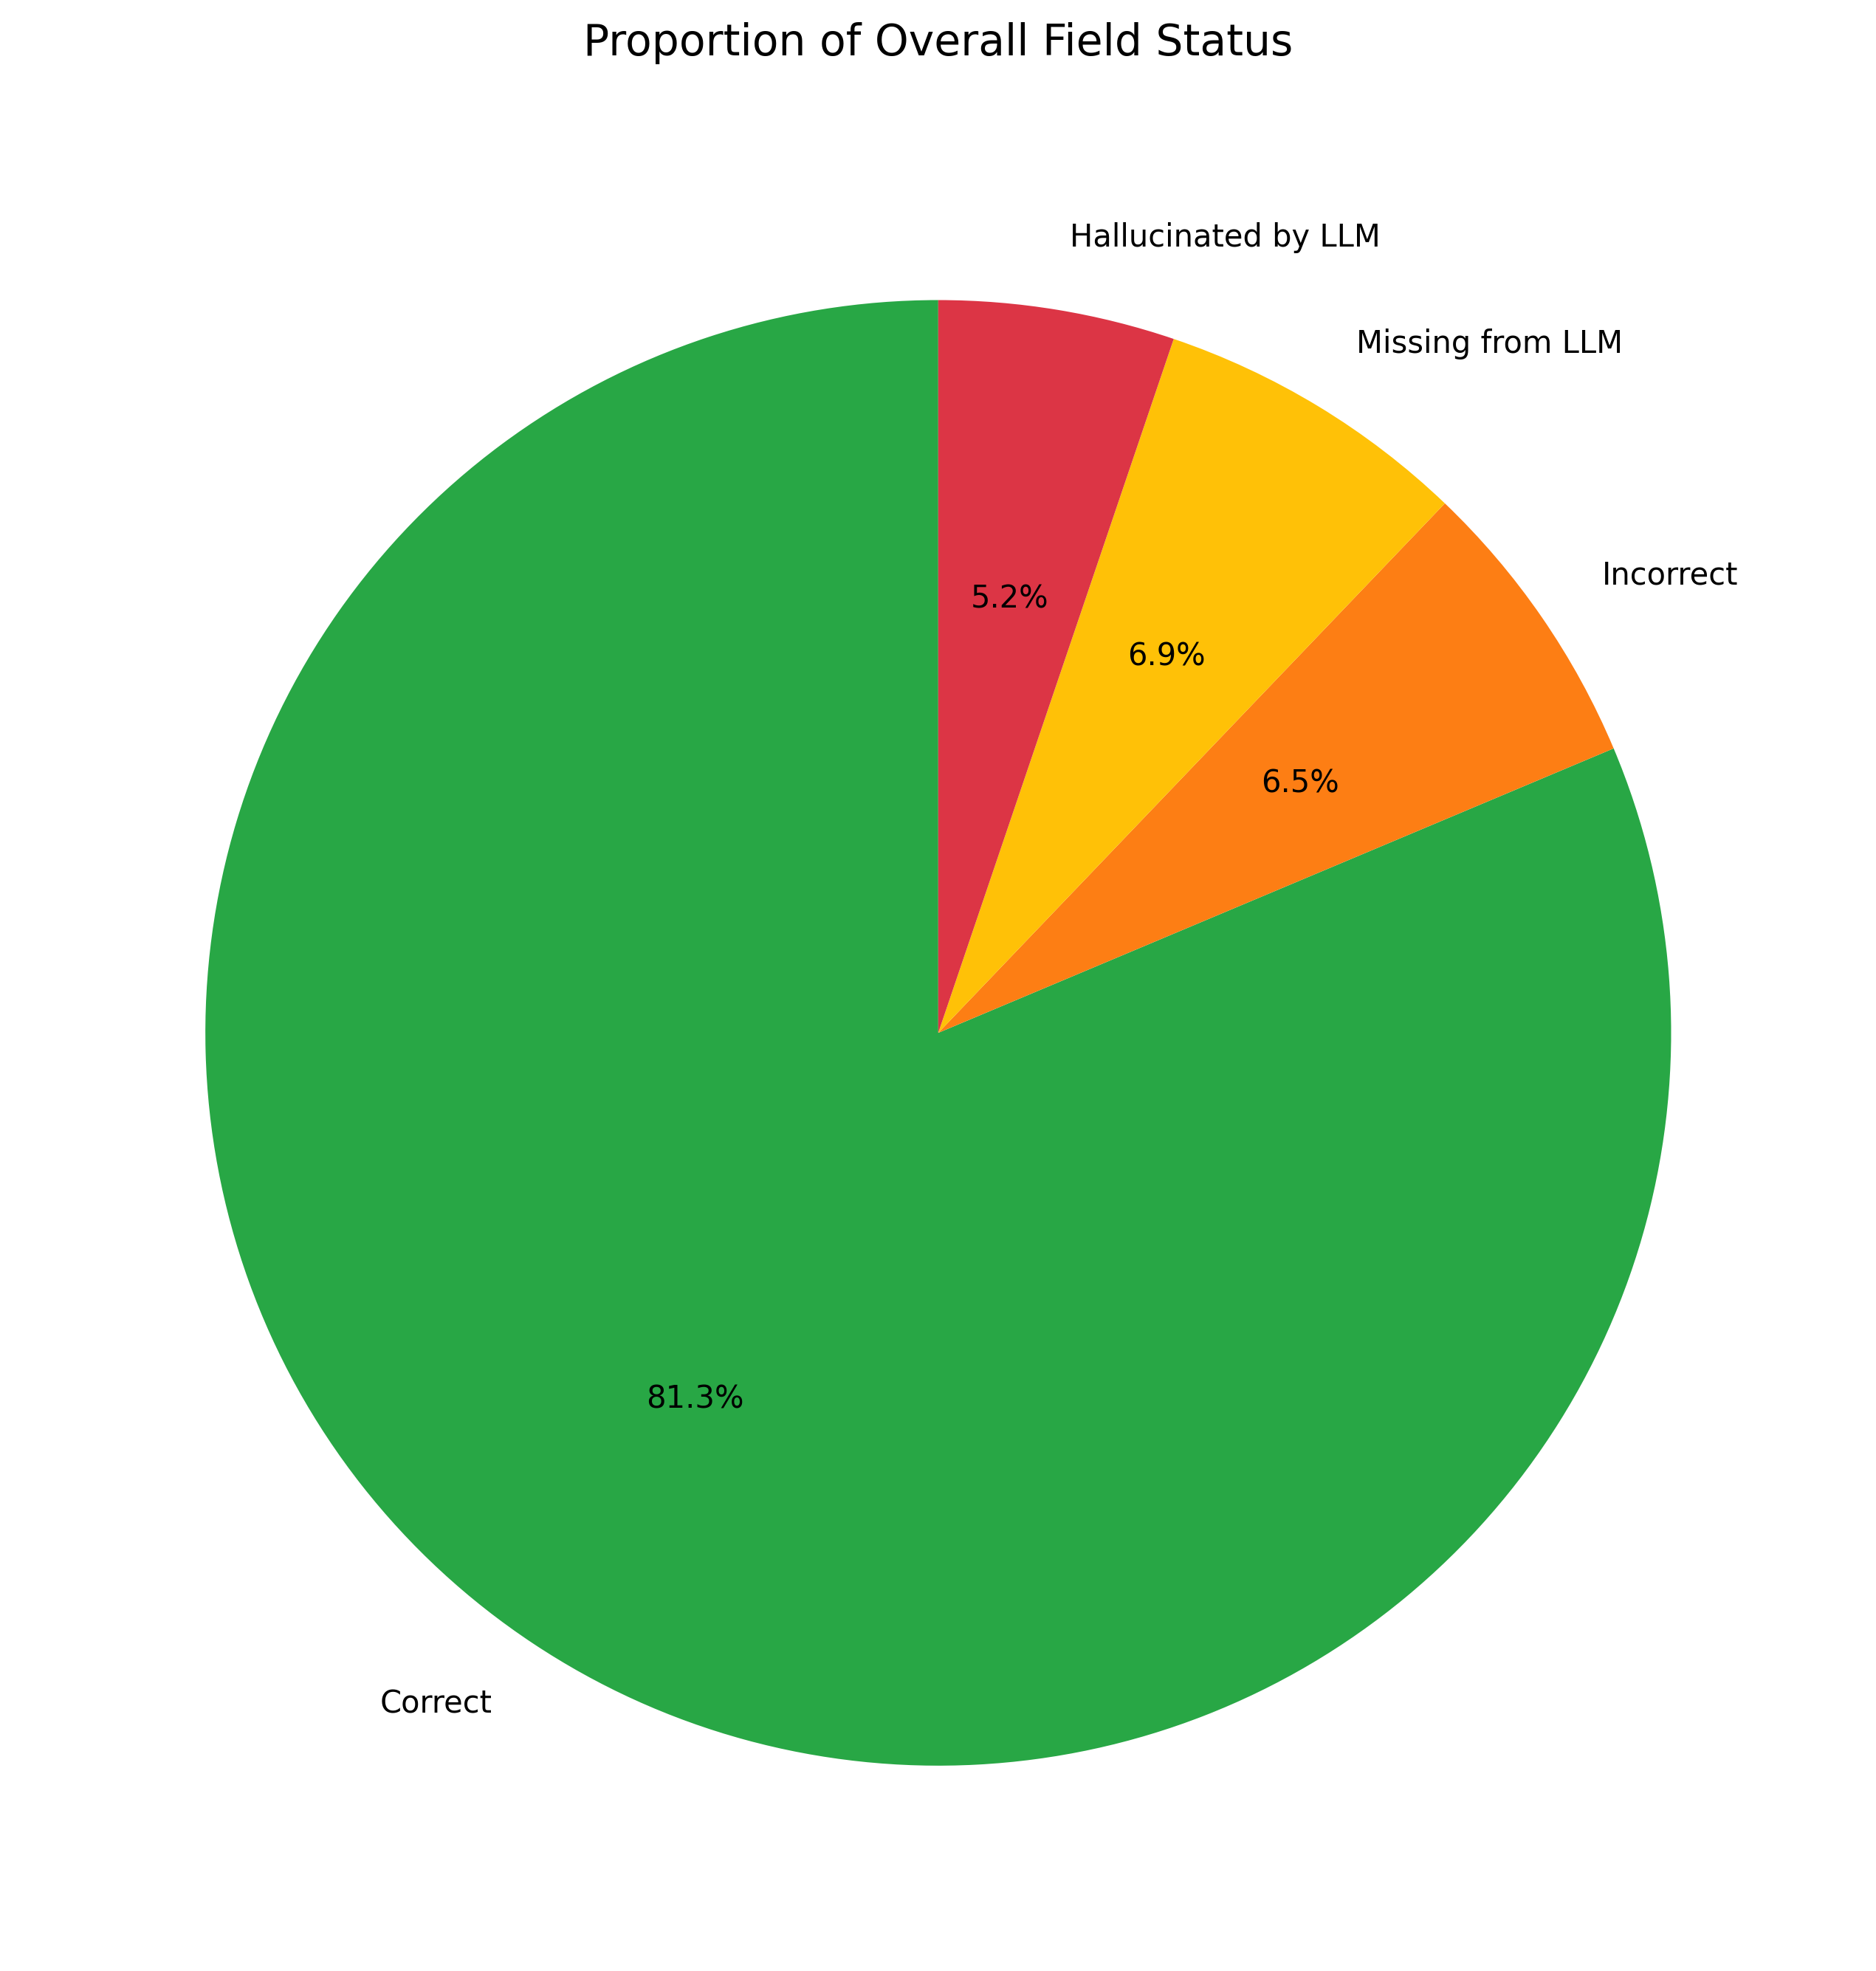 Proportion of Overall Field Status
Hallucinated by LLM
Missing from LLM
Incorrect
5.2%
6.9%
6.5%
81.3%
Correct